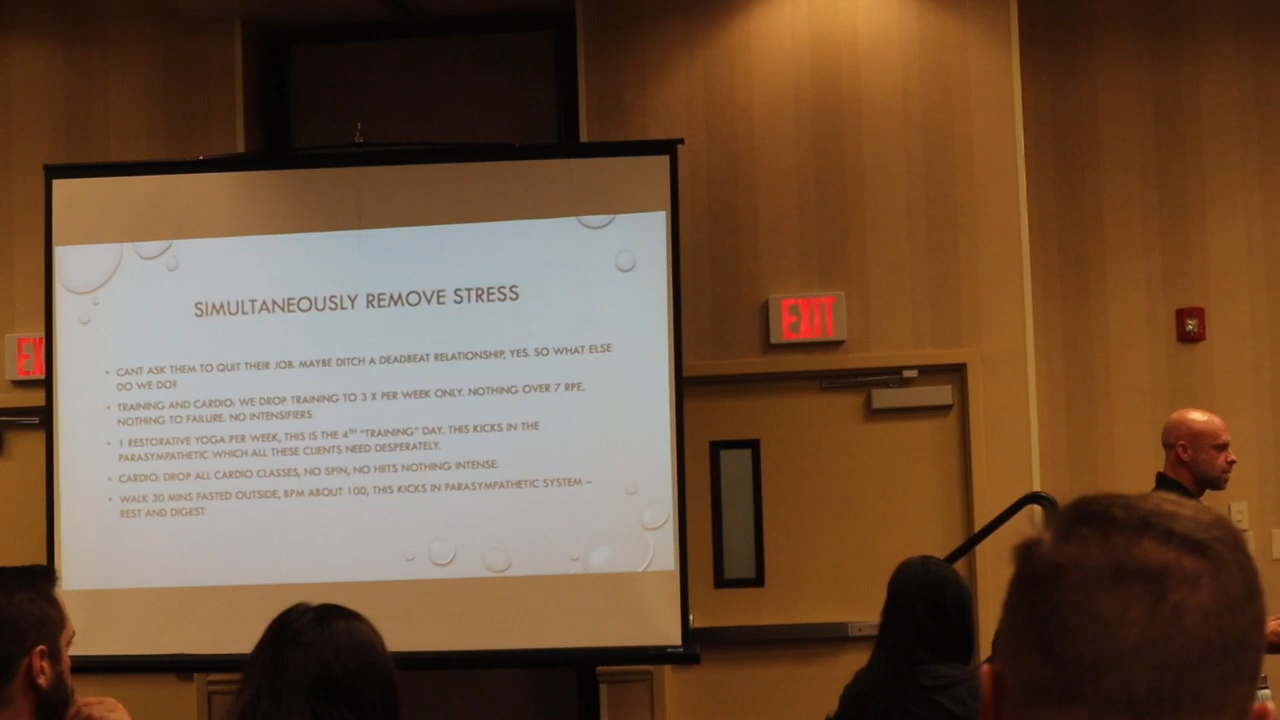 SIMULTANEOUSLY REMOVE STRESS
CANT ASK THEM TO QUIT THEIR JOB. MAYBE DITCH A DEADBEAT RELATIONSHIP, YES. SO WHAT ELSE
DO WE DO?
TRAINING AND CARDIO: WE DROP TRAINING TO 3 X PER WEEK ONLY. NOTHING OVER 7 RPE.
NOTHING TO FAILURE. NO INTENSIFIERS
1 RESTORATIVE YOGA PER WEEK, THIS IS THE 4TH "TRAINING" DAY. THIS KICKS IN THE
PARASYMPATHETIC WHICH ALL THESE CLIENTS NEED DESPERATELY.
CARDIO: DROP ALL CARDIO CLASSES, NO SPIN, NO HIITS NOTHING INTENSE.
WALK 30 MINS FASTED OUTSIDE, BPM ABOUT 100, THIS KICKS IN PARASYMPATHETIC SYSTEM –
REST AND DIGEST
EX
EXIT